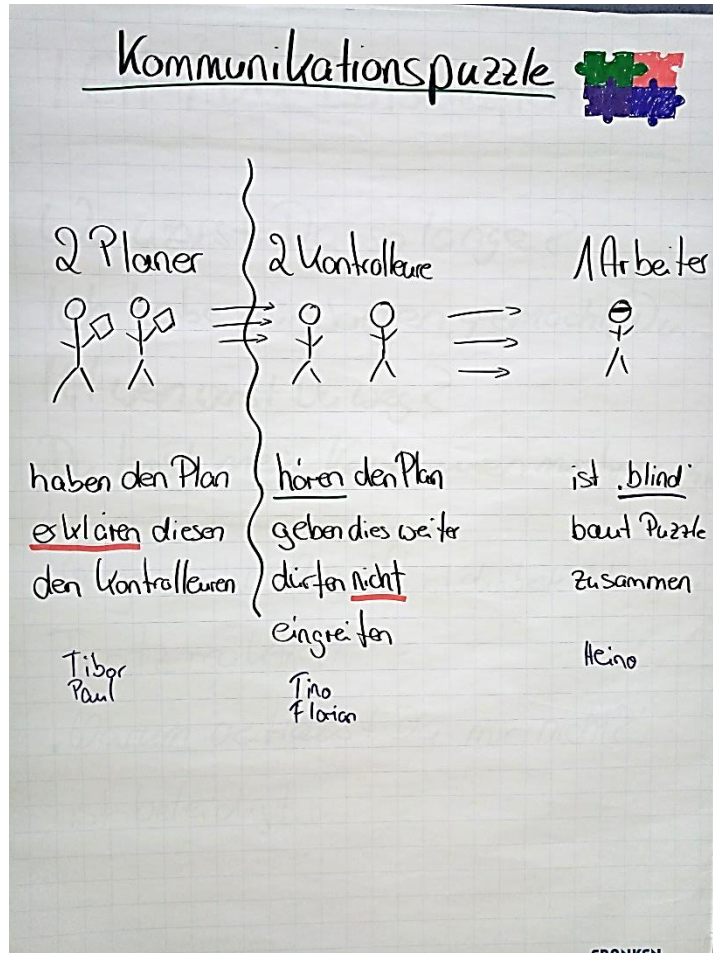 Kommunikationspuzzle
2 Planer
haben den Plan
erklären diesen
den Kontrolleuren
Tibor
Paul
2 Kontrolleure
hören den Plan
geben dies weiter
dürfen nicht
eingreifen
Tino
Florian
1 Arbeiter
ist "blind"
baut Puzzle
zusammen
Heino